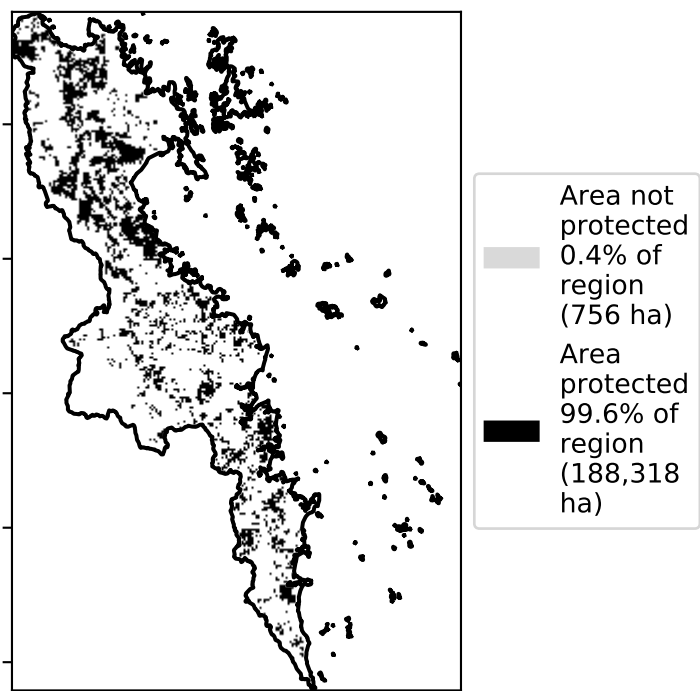 Area not
protected
0.4% of
region
(756 ha)
Area
protected
99.6% of
region
(188,318
ha)